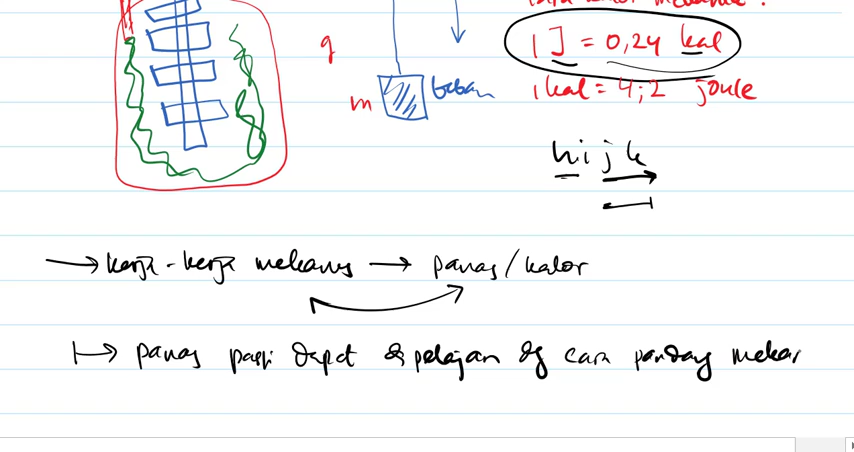 q
1 J = 0,24 kal
m beban
1 kal = 4,2 joule
h i j k
kerja-kerja mekanis → panas/kalor
panas pasti dapat dipelajari dg cara pandang mekan